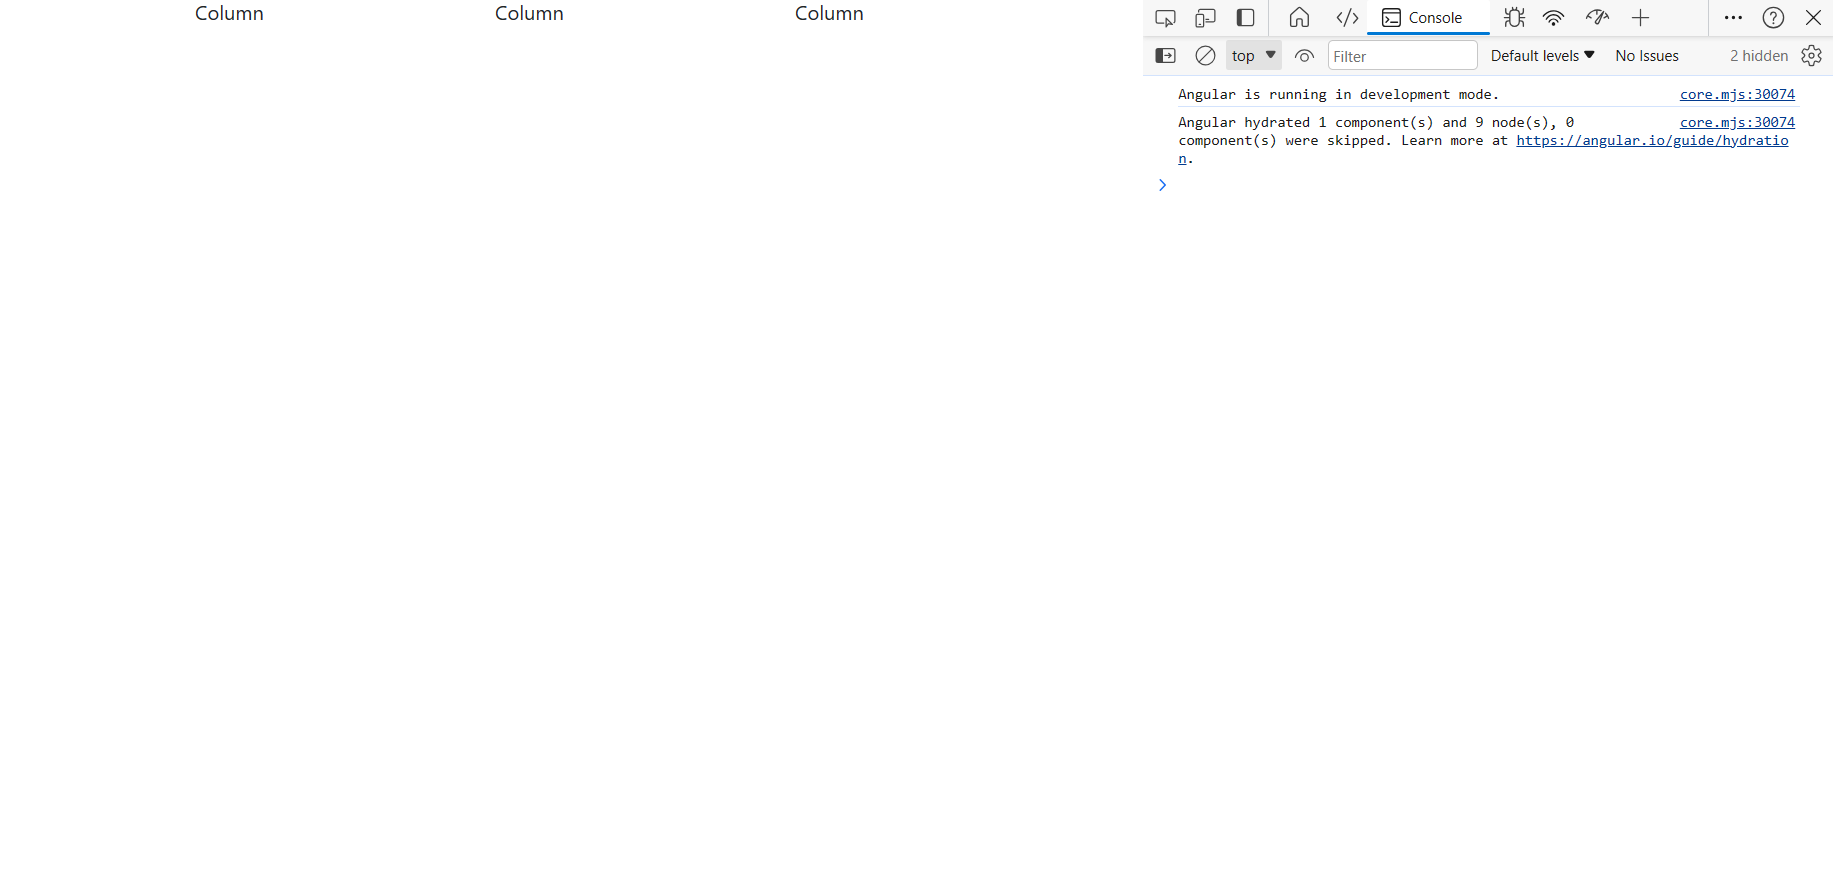 Column Column Column
Console
top Filter Default levels No Issues 2 hidden
Angular is running in development mode. core.mjs:30074
Angular hydrated 1 component(s) and 9 node(s), 0 core.mjs:30074
component(s) were skipped. Learn more at https://angular.io/guide/hydratio
n.